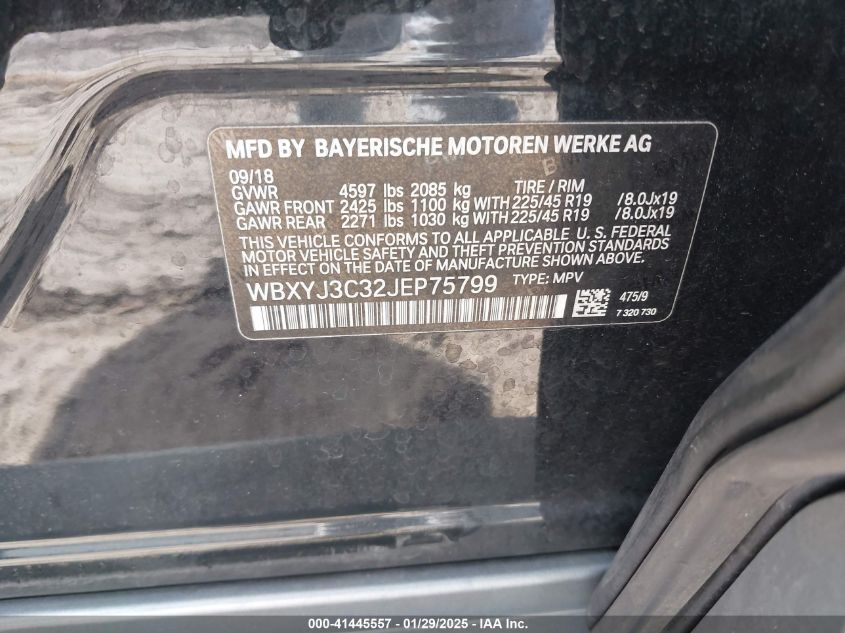 MFD BY BAYERISCHE MOTOREN WERKE AG
09/18
GVWR 4597 lbs 2085 kg TIRE / RIM
GAWR FRONT 2425 lbs 1100 kg WITH 225/45 R19 /8.0Jx19
GAWR REAR 2271 lbs 1030 kg WITH 225/45 R19 /8.0Jx19
THIS VEHICLE CONFORMS TO ALL APPLICABLE U. S. FEDERAL
MOTOR VEHICLE SAFETY AND THEFT PREVENTION STANDARDS
IN EFFECT ON THE DATE OF MANUFACTURE SHOWN ABOVE.
WBXYJ3C32JEP75799 TYPE: MPV
475/9
7 320 730
000-41445557 - 01/29/2025 - IAA Inc.